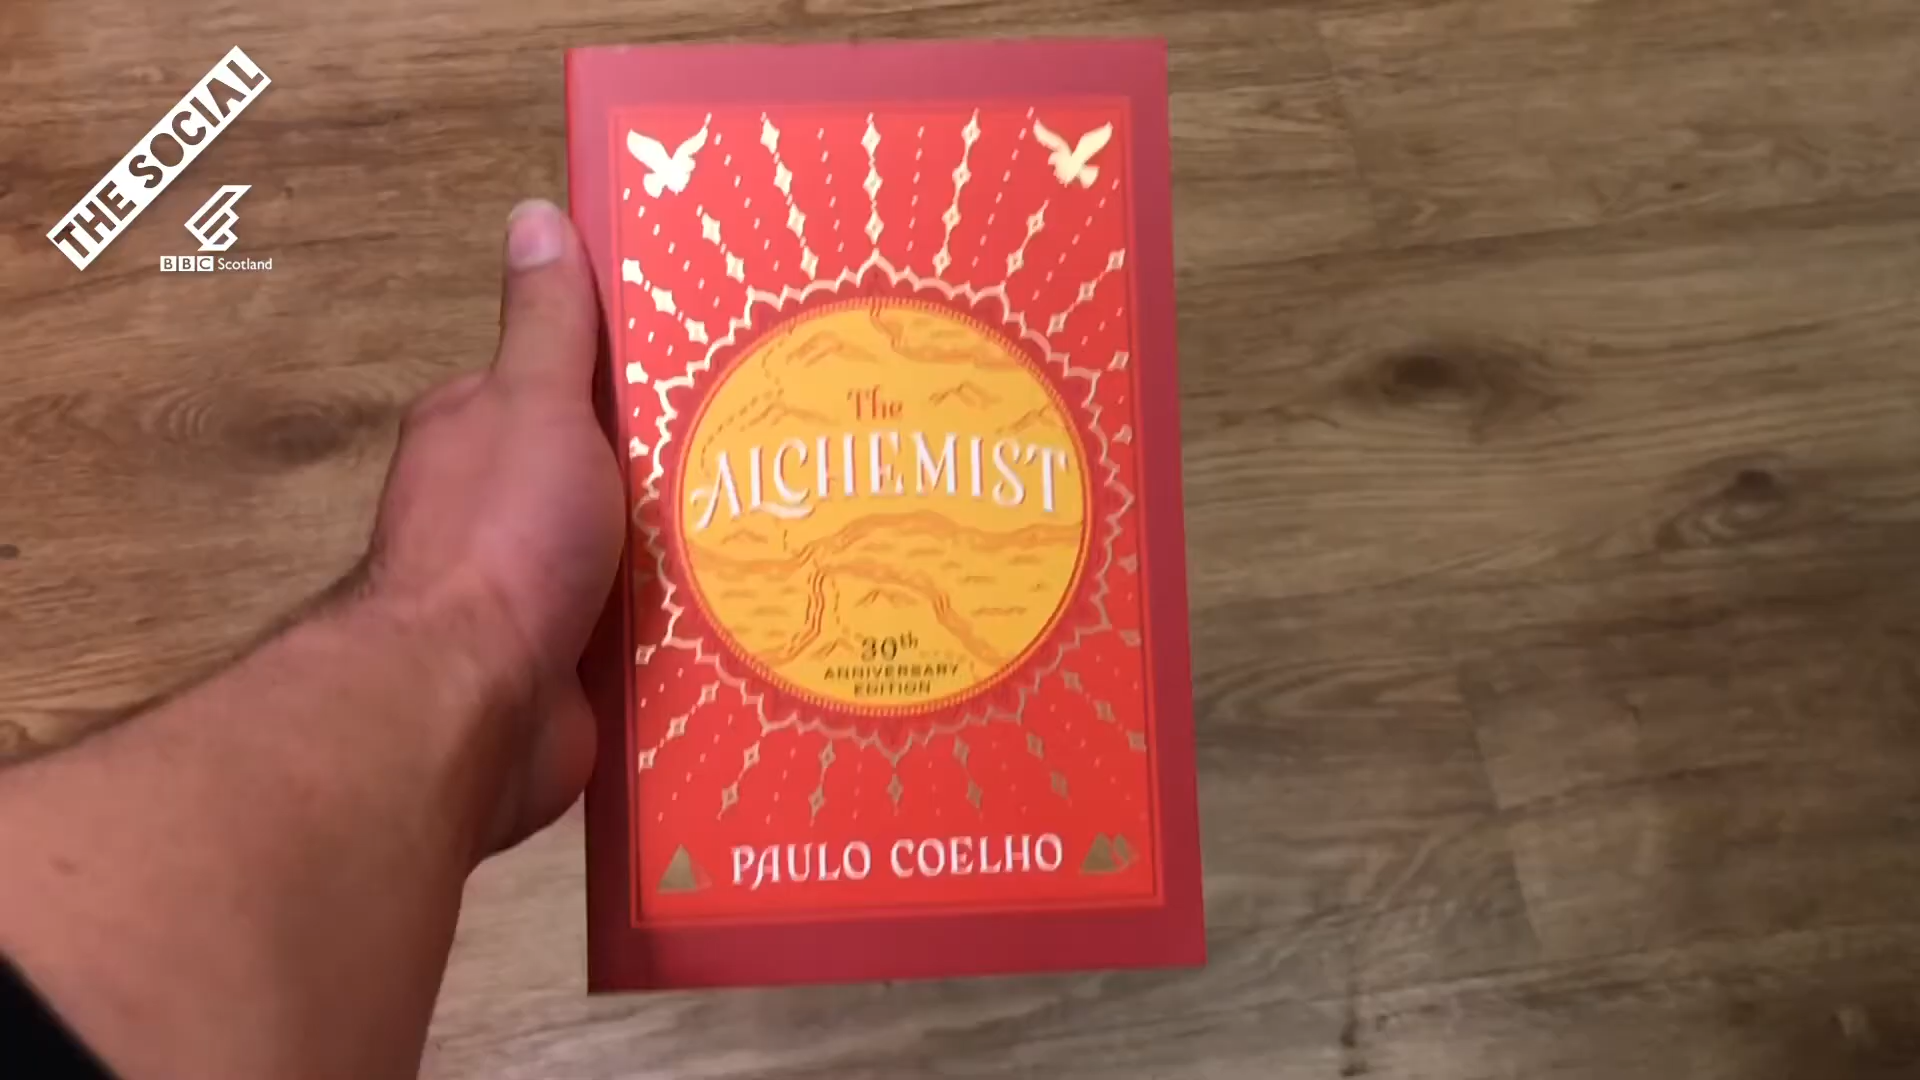 THE SOCIAL
BBC Scotland
The
ALCHEMIST
30th
ANNIVERSARY
EDITION
PAULO COELHO